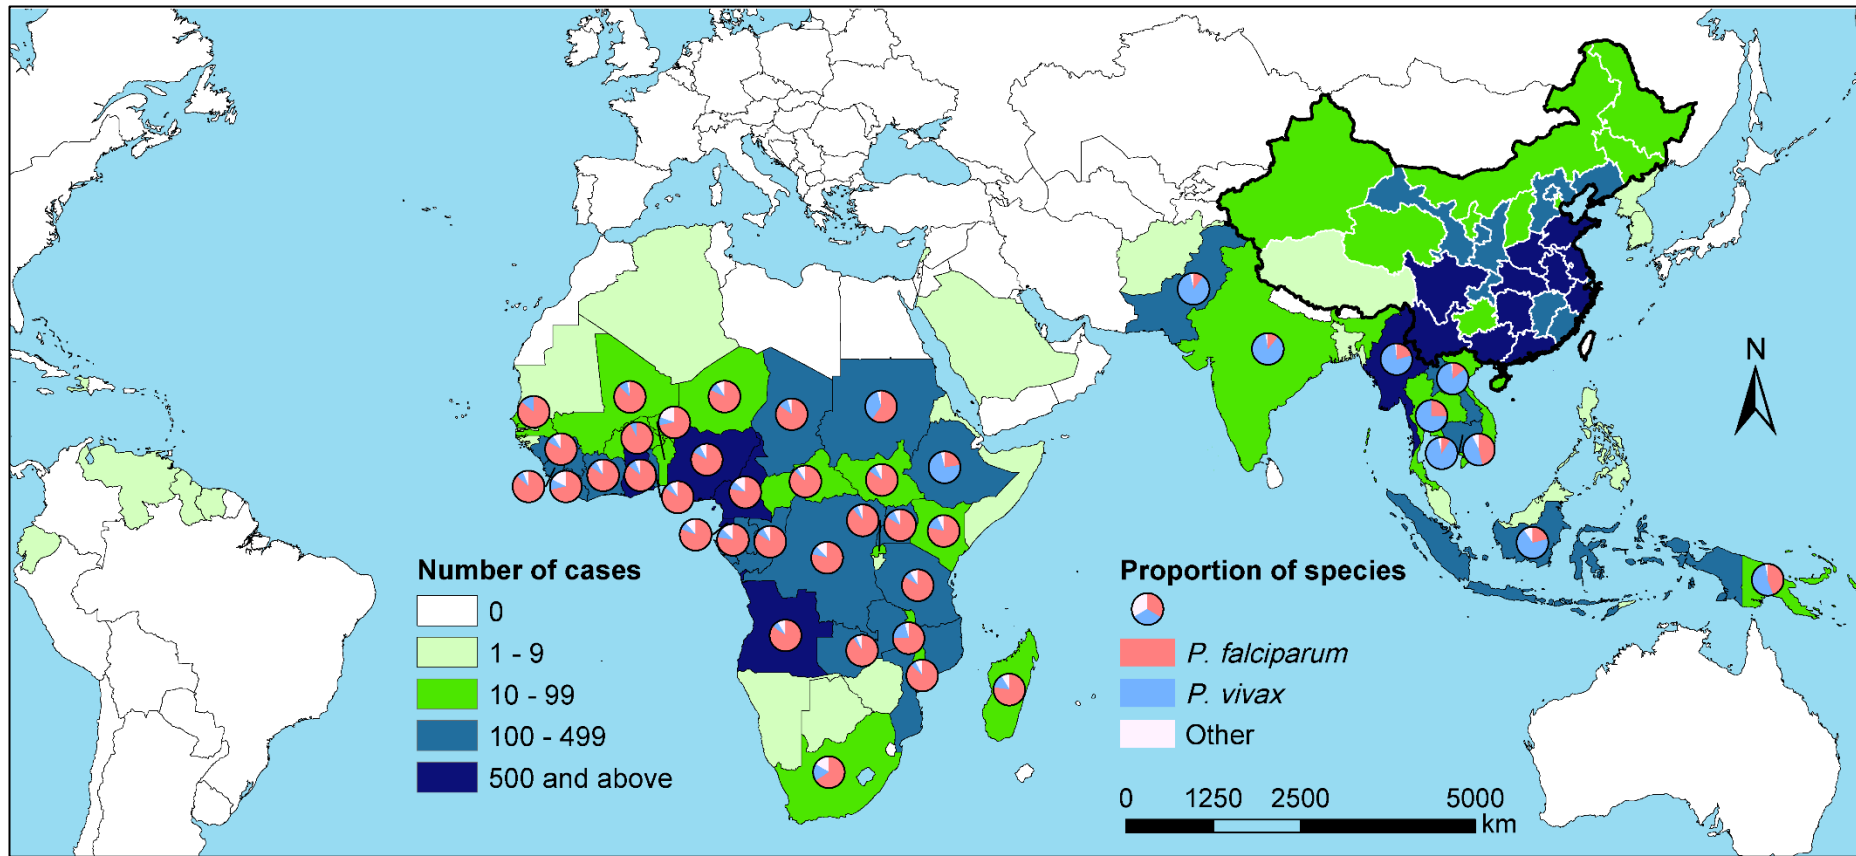 N
Number of cases
0
1 - 9
10 - 99
100 - 499
500 and above
Proportion of species
P. falciparum
P. vivax
Other
0 1250 2500 5000
km